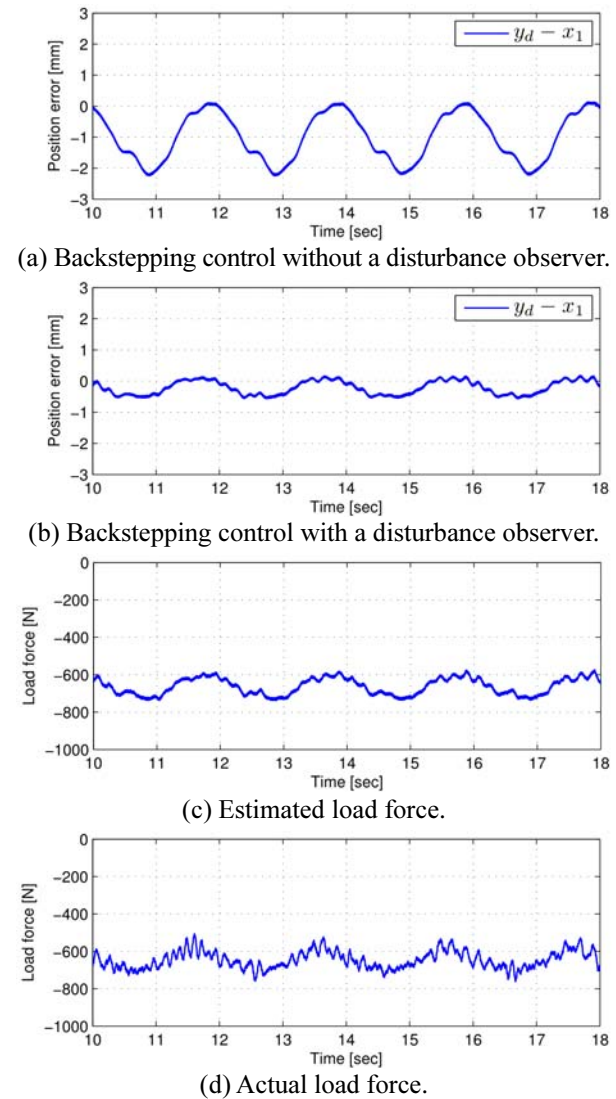 3
2
1
0
−1
−2
−3
Position error [mm]
y_d − x_1
10 11 12 13 14 15 16 17 18
Time [sec]
(a) Backstepping control without a disturbance observer.
3
2
1
0
−1
−2
−3
Position error [mm]
y_d − x_1
10 11 12 13 14 15 16 17 18
Time [sec]
(b) Backstepping control with a disturbance observer.
0
−200
−400
−600
−800
−1000
Load force [N]
10 11 12 13 14 15 16 17 18
Time [sec]
(c) Estimated load force.
0
−200
−400
−600
−800
−1000
Load force [N]
10 11 12 13 14 15 16 17 18
Time [sec]
(d) Actual load force.